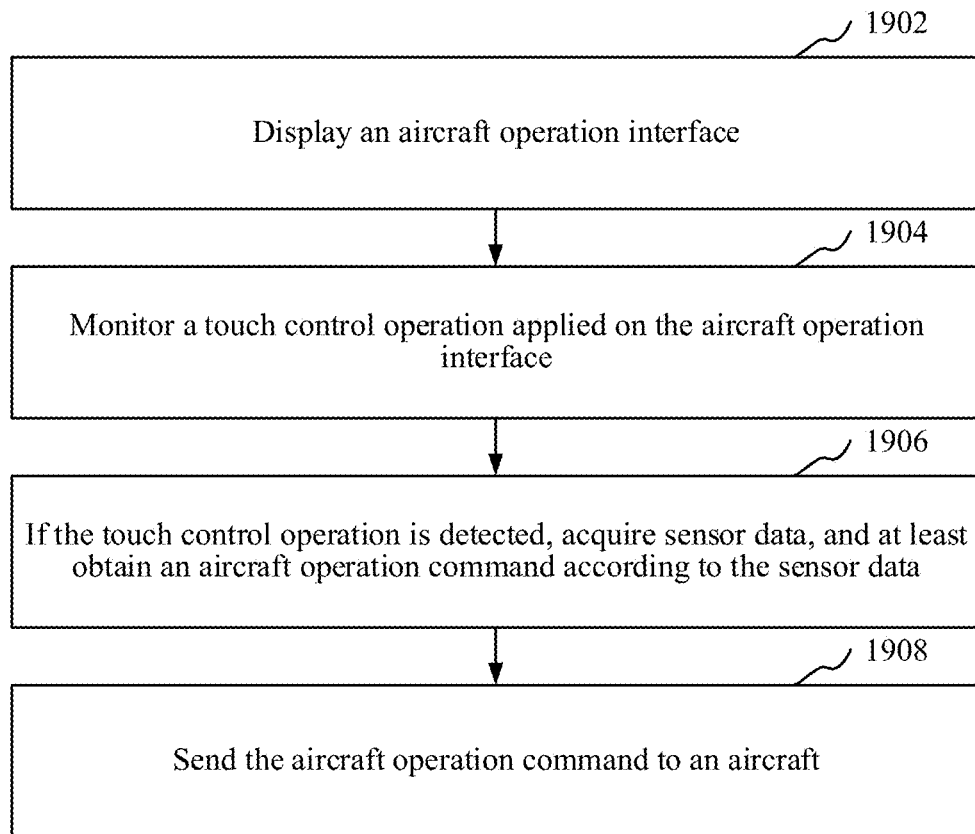 1902
Display an aircraft operation interface
1904
Monitor a touch control operation applied on the aircraft operation
interface
1906
If the touch control operation is detected, acquire sensor data, and at least
obtain an aircraft operation command according to the sensor data
1908
Send the aircraft operation command to an aircraft